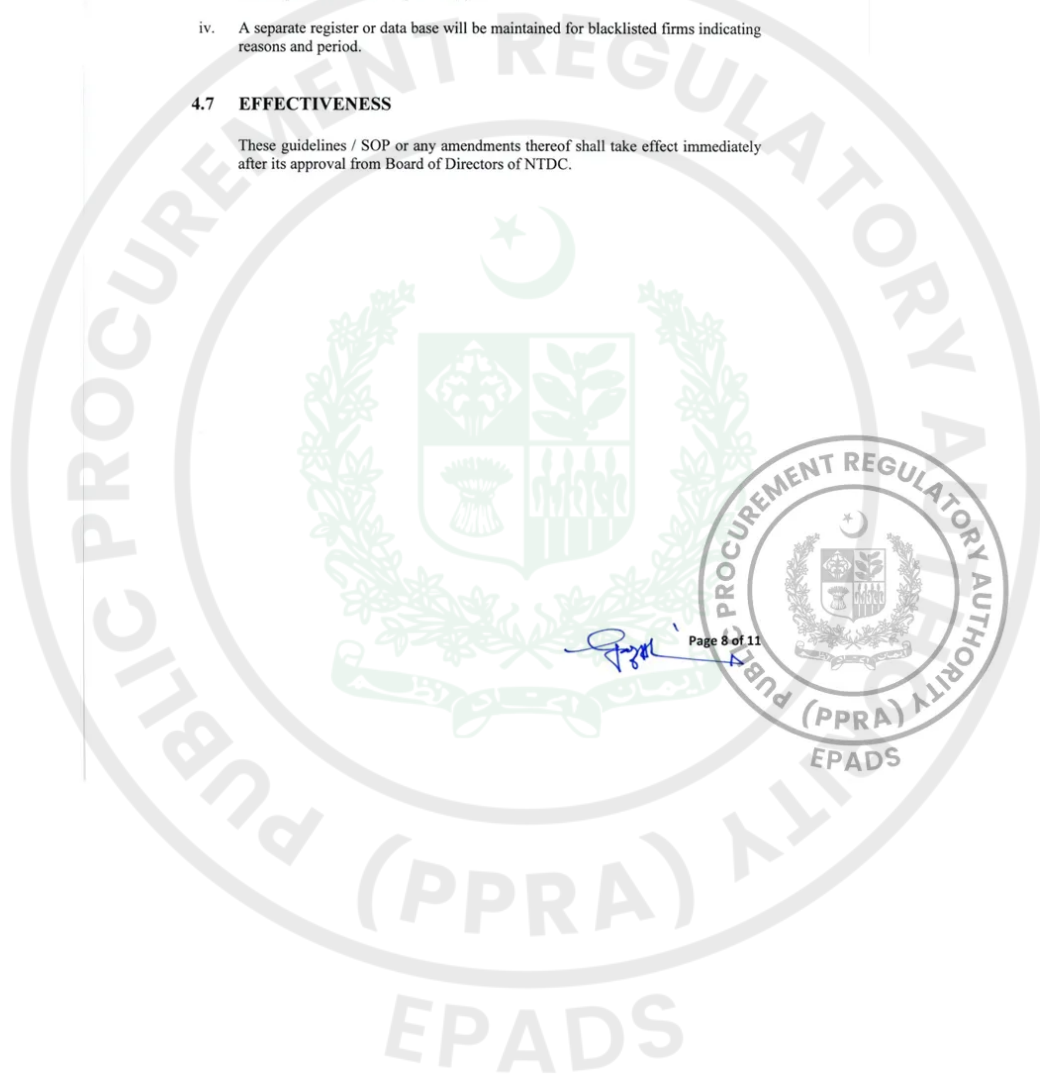 iv. A separate register or data base will be maintained for blacklisted firms indicating
reasons and period.
4.7 EFFECTIVENESS
These guidelines / SOP or any amendments thereof shall take effect immediately
after its approval from Board of Directors of NTDC.
Page 8 of 11
PUBLIC PROCUREMENT REGULATORY AUTHORITY
(PPRA)
EPADS
PUBLIC PROCUREMENT REGULATORY AUTHORITY
(PPRA)
EPADS